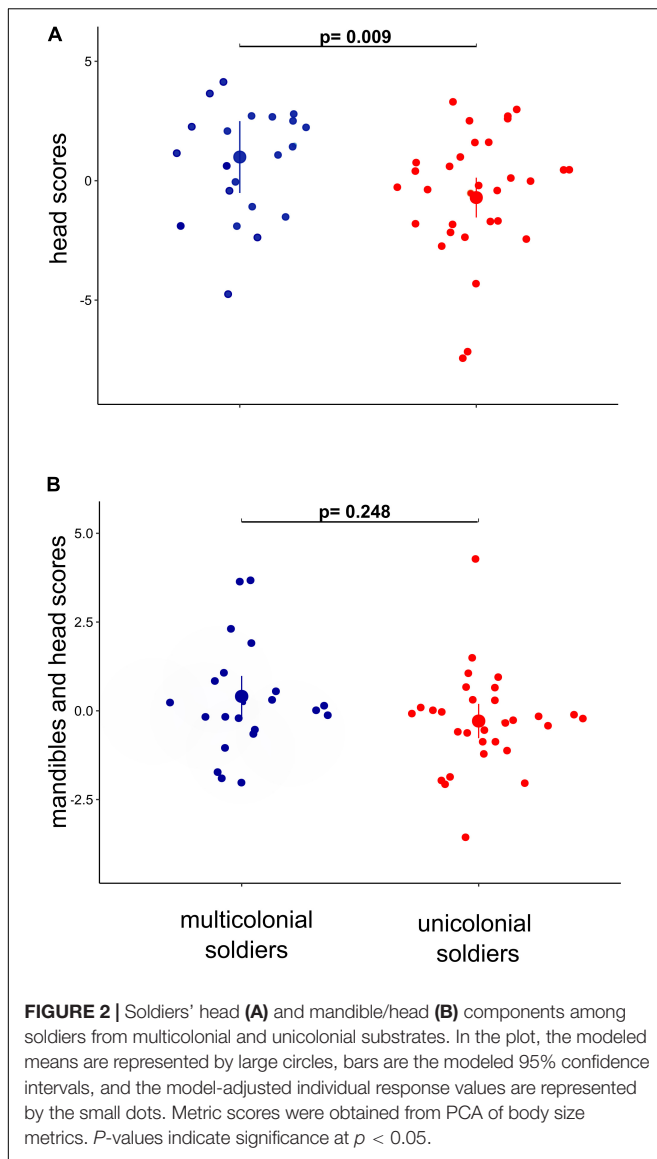 A
p= 0.009
5
0
-5
head scores
B
p= 0.248
5.0
2.5
0.0
-2.5
mandibles and head scores
multicolonial
soldiers
unicolonial
soldiers
FIGURE 2 | Soldiers' head (A) and mandible/head (B) components among
soldiers from multicolonial and unicolonial substrates. In the plot, the modeled
means are represented by large circles, bars are the modeled 95% confidence
intervals, and the model-adjusted individual response values are represented
by the small dots. Metric scores were obtained from PCA of body size
metrics. P-values indicate significance at p < 0.05.